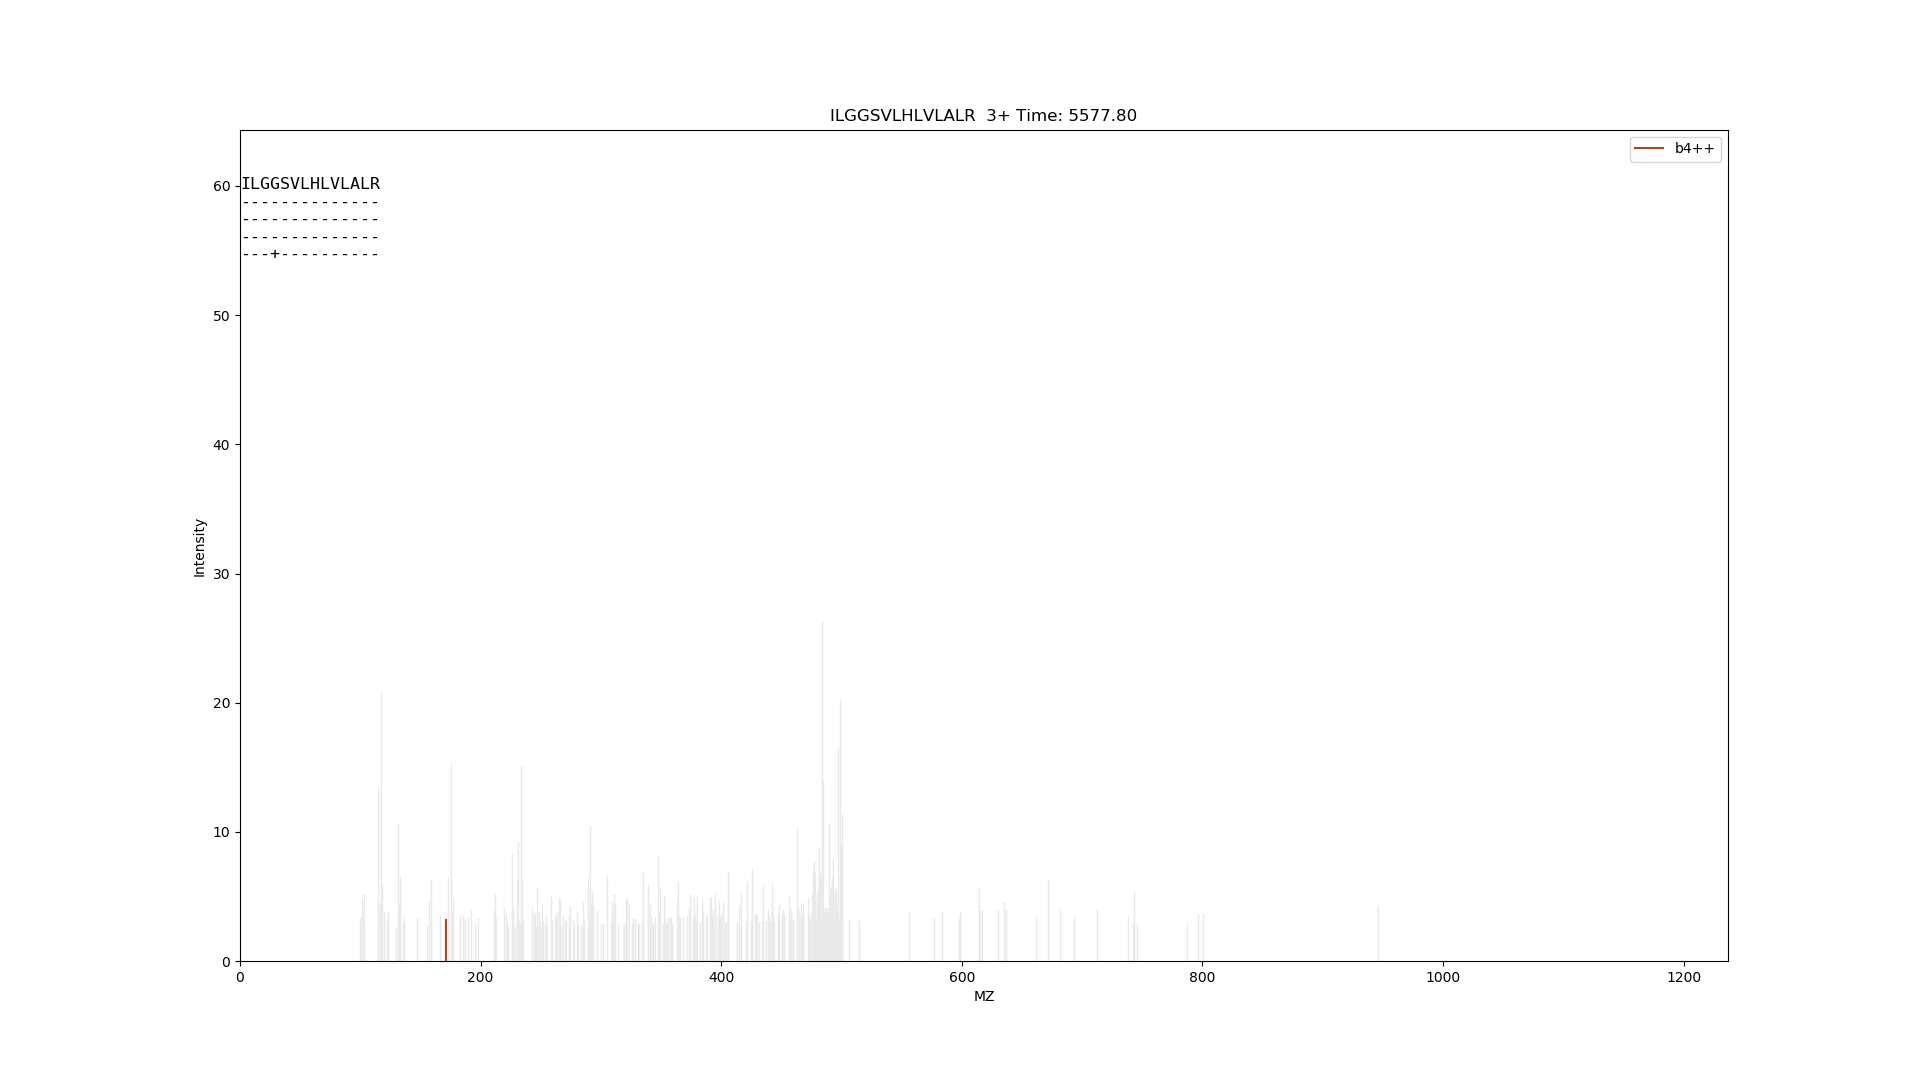 ILGGSVLHLVLALR  3+ Time: 5577.80
b4++
ILGGSVLHLVLALR
--------------
--------------
--------------
---+----------
60
50
40
30
20
10
0
Intensity
0 200 400 600 800 1000 1200
MZ